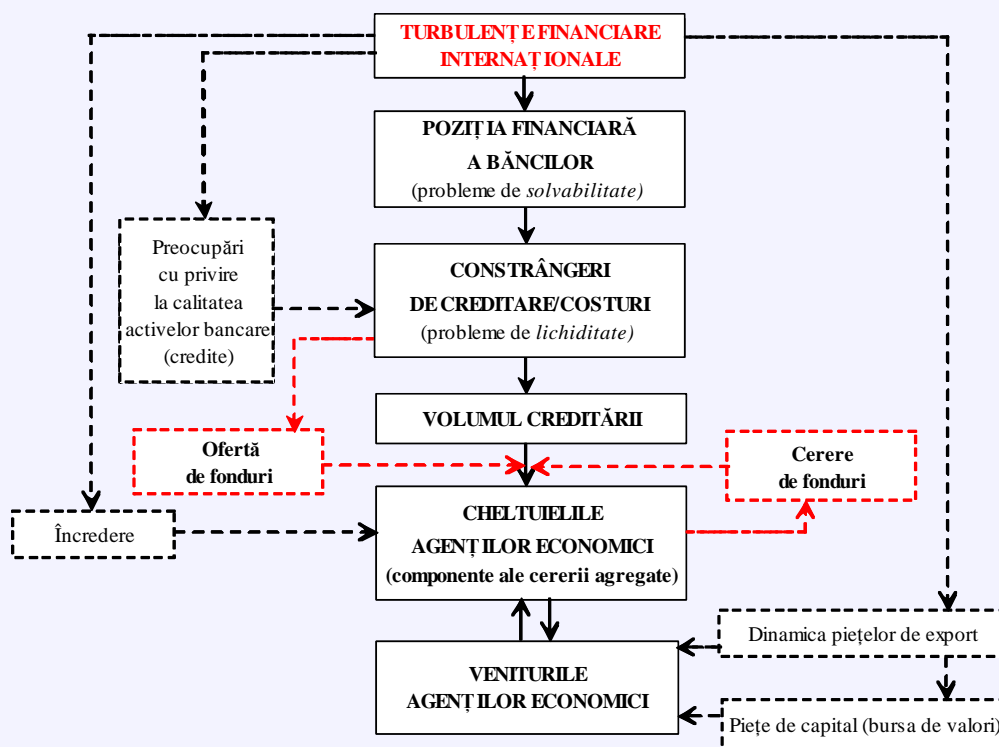 TURBULENȚE FINANCIARE
INTERNAȚIONALE
POZIȚIA FINANCIARĂ
A BĂNCILOR
(probleme de solvabilitate)
Preocupări
cu privire
la calitatea
activelor bancare
(credite)
CONSTRÂNGERI
DE CREDITARE/COSTURI
(probleme de lichiditate)
VOLUMUL CREDITĂRII
Ofertă
de fonduri
Cerere
de fonduri
Încredere
CHELTUIELILE
AGENȚILOR ECONOMICI
(componente ale cererii agregate)
Dinamica piețelor de export
VENITURILE
AGENȚILOR ECONOMICI
Piețe de capital (bursa de valori)